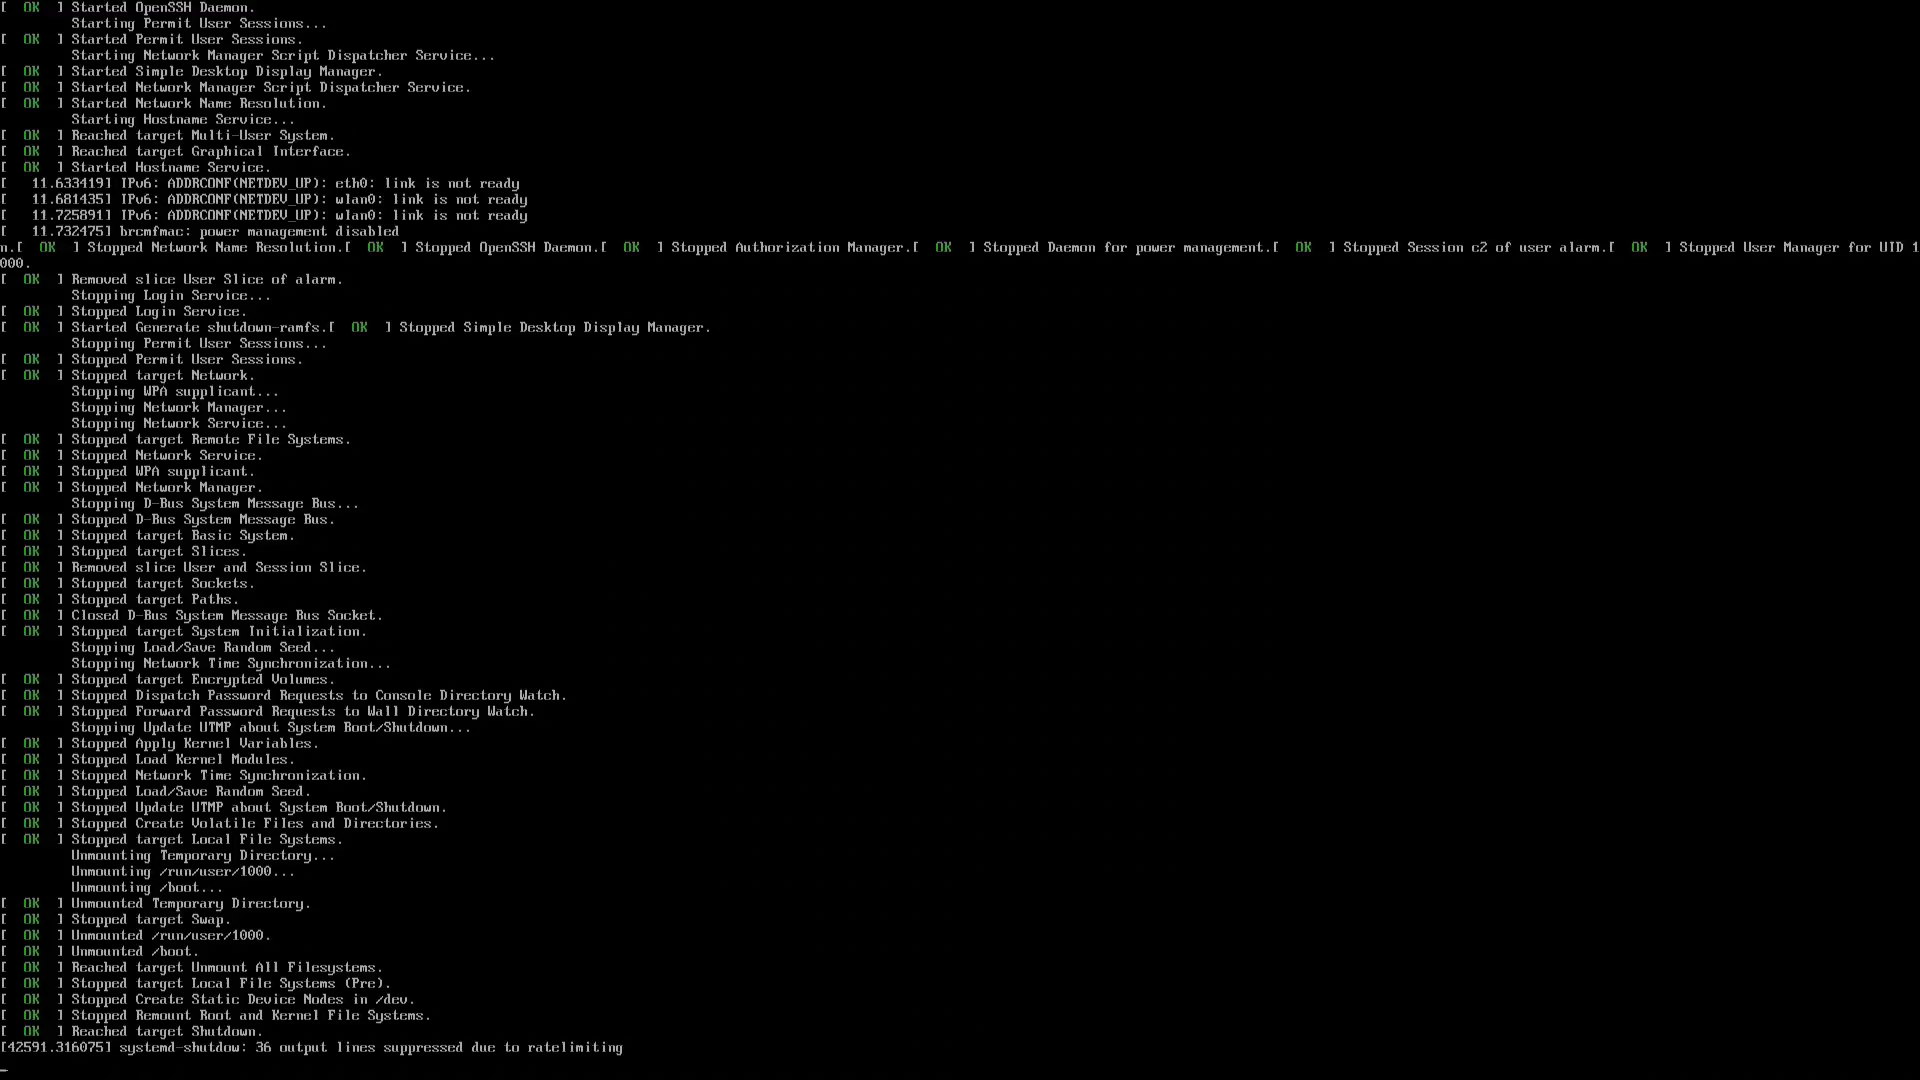 [  OK  ] Started OpenSSH Daemon.
         Starting Permit User Sessions...
[  OK  ] Started Permit User Sessions.
         Starting Network Manager Script Dispatcher Service...
[  OK  ] Started Simple Desktop Display Manager.
[  OK  ] Started Network Manager Script Dispatcher Service.
[  OK  ] Started Network Name Resolution.
         Starting Hostname Service...
[  OK  ] Reached target Multi-User System.
[  OK  ] Reached target Graphical Interface.
[  OK  ] Started Hostname Service.
[   11.633419] IPv6: ADDRCONF(NETDEV_UP): eth0: link is not ready
[   11.681435] IPv6: ADDRCONF(NETDEV_UP): wlan0: link is not ready
[   11.725891] IPv6: ADDRCONF(NETDEV_UP): wlan0: link is not ready
[   11.732475] brcmfmac: power management disabled
n.[  OK  ] Stopped Network Name Resolution.[  OK  ] Stopped OpenSSH Daemon.[  OK  ] Stopped Authorization Manager.[  OK  ] Stopped Daemon for power management.[  OK  ] Stopped Session c2 of user alarm.[  OK  ] Stopped User Manager for UID 1
000.
[  OK  ] Removed slice User Slice of alarm.
         Stopping Login Service...
[  OK  ] Stopped Login Service.
[  OK  ] Started Generate shutdown-ramfs.[  OK  ] Stopped Simple Desktop Display Manager.
         Stopping Permit User Sessions...
[  OK  ] Stopped Permit User Sessions.
[  OK  ] Stopped target Network.
         Stopping WPA supplicant...
         Stopping Network Manager...
         Stopping Network Service...
[  OK  ] Stopped target Remote File Systems.
[  OK  ] Stopped Network Service.
[  OK  ] Stopped WPA supplicant.
[  OK  ] Stopped Network Manager.
         Stopping D-Bus System Message Bus...
[  OK  ] Stopped D-Bus System Message Bus.
[  OK  ] Stopped target Basic System.
[  OK  ] Stopped target Slices.
[  OK  ] Removed slice User and Session Slice.
[  OK  ] Stopped target Sockets.
[  OK  ] Stopped target Paths.
[  OK  ] Closed D-Bus System Message Bus Socket.
[  OK  ] Stopped target System Initialization.
         Stopping Load/Save Random Seed...
         Stopping Network Time Synchronization...
[  OK  ] Stopped target Encrypted Volumes.
[  OK  ] Stopped Dispatch Password Requests to Console Directory Watch.
[  OK  ] Stopped Forward Password Requests to Wall Directory Watch.
         Stopping Update UTMP about System Boot/Shutdown...
[  OK  ] Stopped Apply Kernel Variables.
[  OK  ] Stopped Load Kernel Modules.
[  OK  ] Stopped Network Time Synchronization.
[  OK  ] Stopped Load/Save Random Seed.
[  OK  ] Stopped Update UTMP about System Boot/Shutdown.
[  OK  ] Stopped Create Volatile Files and Directories.
[  OK  ] Stopped target Local File Systems.
         Unmounting Temporary Directory...
         Unmounting /run/user/1000...
         Unmounting /boot...
[  OK  ] Unmounted Temporary Directory.
[  OK  ] Stopped target Swap.
[  OK  ] Unmounted /run/user/1000.
[  OK  ] Unmounted /boot.
[  OK  ] Reached target Unmount All Filesystems.
[  OK  ] Stopped target Local File Systems (Pre).
[  OK  ] Stopped Create Static Device Nodes in /dev.
[  OK  ] Stopped Remount Root and Kernel File Systems.
[  OK  ] Reached target Shutdown.
[42591.316075] systemd-shutdow: 36 output lines suppressed due to ratelimiting